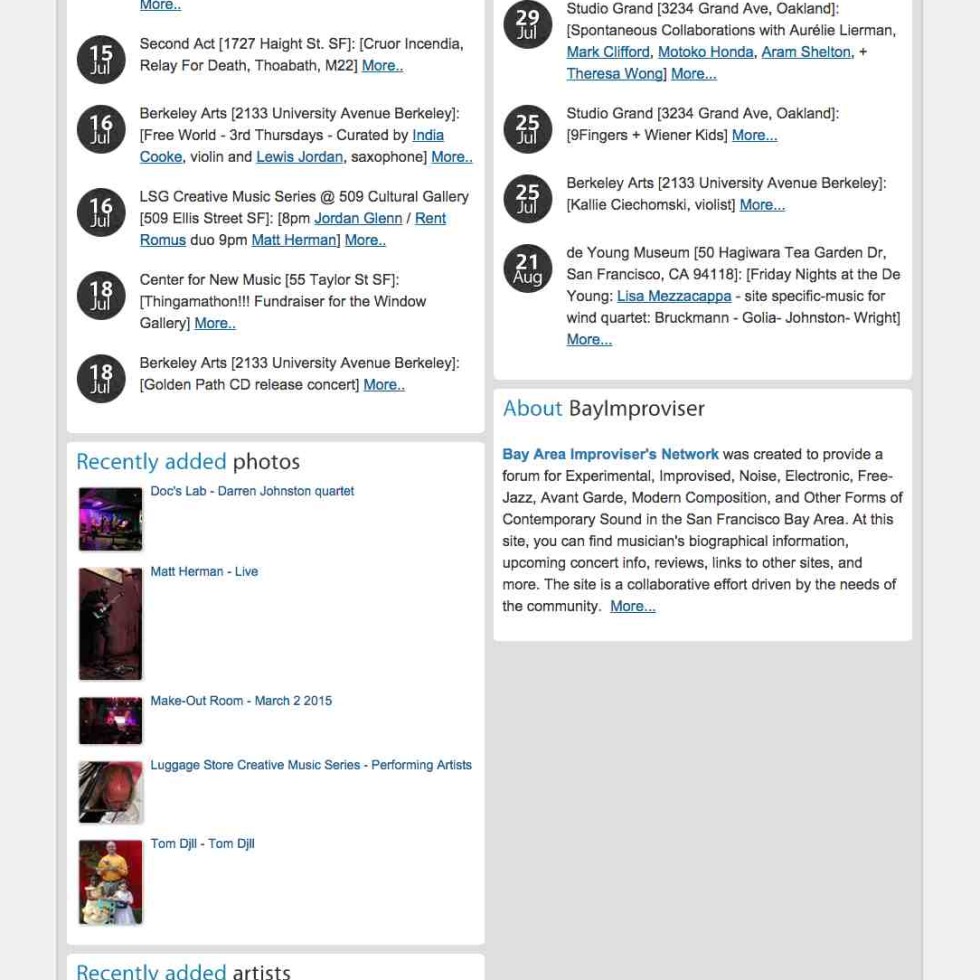 More..
15
Jul
Second Act [1727 Haight St. SF]: [Cruor Incendia,
Relay For Death, Thoabath, M22] More..
16
Jul
Berkeley Arts [2133 University Avenue Berkeley]:
[Free World - 3rd Thursdays - Curated by India
Cooke, violin and Lewis Jordan, saxophone] More..
16
Jul
LSG Creative Music Series @ 509 Cultural Gallery
[509 Ellis Street SF]: [8pm Jordan Glenn / Rent
Romus duo 9pm Matt Herman] More..
18
Jul
Center for New Music [55 Taylor St SF]:
[Thingamathon!!! Fundraiser for the Window
Gallery] More..
18
Jul
Berkeley Arts [2133 University Avenue Berkeley]:
[Golden Path CD release concert] More..
Recently added photos
Doc's Lab - Darren Johnston quartet
Matt Herman - Live
Make-Out Room - March 2 2015
Luggage Store Creative Music Series - Performing Artists
Tom Djll - Tom Djll
Recently added artists
29
Jul
Studio Grand [3234 Grand Ave, Oakland]:
[Spontaneous Collaborations with Aurélie Lierman,
Mark Clifford, Motoko Honda, Aram Shelton, +
Theresa Wong] More...
25
Jul
Studio Grand [3234 Grand Ave, Oakland]:
[9Fingers + Wiener Kids] More...
25
Jul
Berkeley Arts [2133 University Avenue Berkeley]:
[Kallie Ciechomski, violist] More...
21
Aug
de Young Museum [50 Hagiwara Tea Garden Dr,
San Francisco, CA 94118]: [Friday Nights at the De
Young: Lisa Mezzacappa - site specific-music for
wind quartet: Bruckmann - Golia- Johnston- Wright]
More...
About BayImproviser
Bay Area Improviser's Network was created to provide a
forum for Experimental, Improvised, Noise, Electronic, Free-
Jazz, Avant Garde, Modern Composition, and Other Forms of
Contemporary Sound in the San Francisco Bay Area. At this
site, you can find musician's biographical information,
upcoming concert info, reviews, links to other sites, and
more. The site is a collaborative effort driven by the needs of
the community. More...